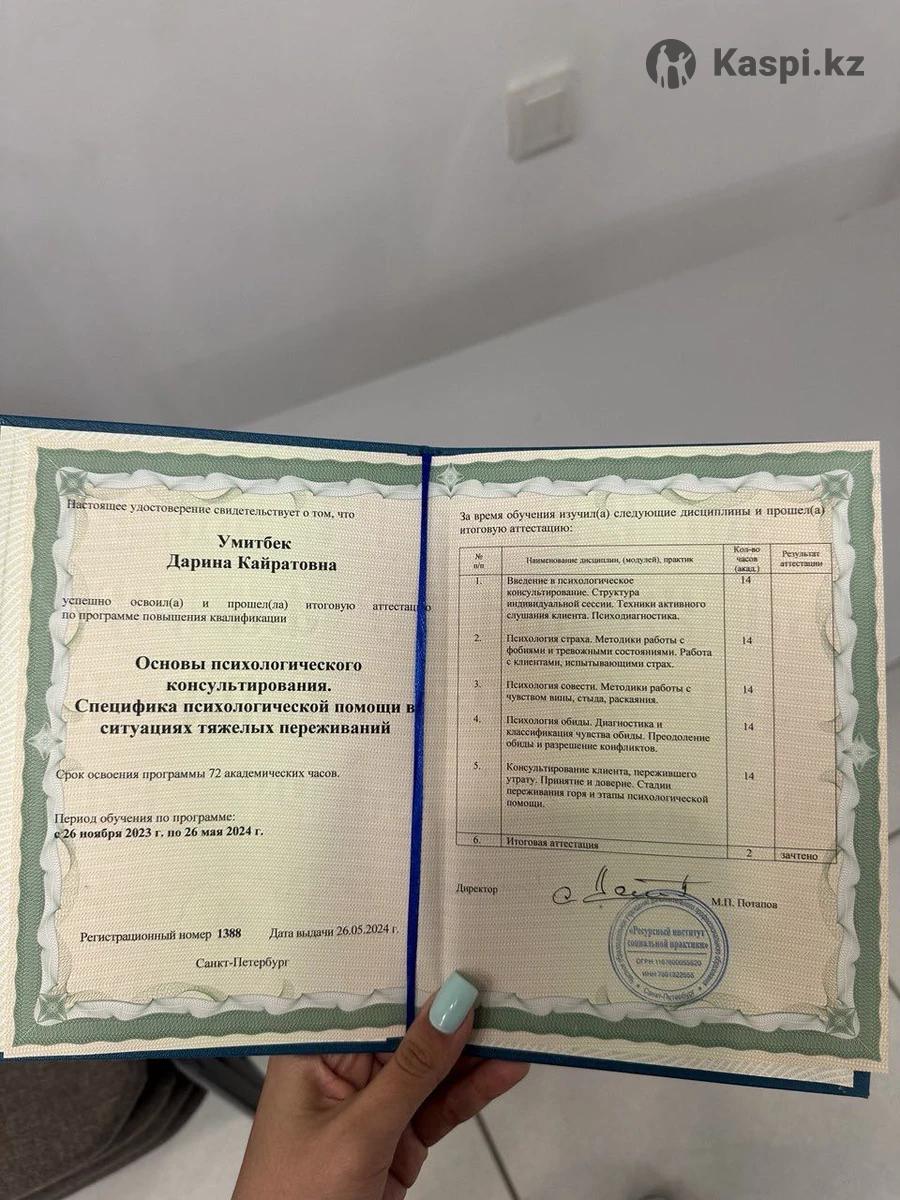 Kaspi.kz
Настоящее удостоверение свидетельствует о том, что
Умитбек
Дарина Кайратовна
успешно освоил(а) и прошел(ла) итоговую аттестацию
по программе повышения квалификации
Основы психологического
консультирования.
Специфика психологической помощи в
ситуациях тяжелых переживаний
Срок освоения программы 72 академических часов.
Период обучения по программе:
с 26 ноября 2023 г. по 26 мая 2024 г.
Регистрационный номер 1388 Дата выдачи 26.05.2024 г.
Санкт-Петербург
За время обучения изучил(а) следующие дисциплины и прошел(а)
итоговую аттестацию:
№ п/п Наименование дисциплин, (модулей), практик Кол-во часов (акад.) Результат аттестации
1. Введение в психологическое 14
консультирование. Структура
индивидуальной сессии. Техники активного
слушания клиента. Психодиагностика.
2. Психология страха. Методики работы с 14
фобиями и тревожными состояниями. Работа
с клиентами, испытывающими страх.
3. Психология совести. Методики работы с 14
чувством вины, стыда, раскаяния.
4. Психология обиды. Диагностика и 14
классификация чувства обиды. Преодоление
обиды и разрешение конфликтов.
5. Консультирование клиента, пережившего 14
утрату. Принятие и доверие. Стадии
переживания горя и этапы психологической
помощи.
6. Итоговая аттестация 2 зачтено
Директор М.П. Потапов
«Ресурсный институт
социальной практики»
ОГРН
ИНН
Санкт-Петербург